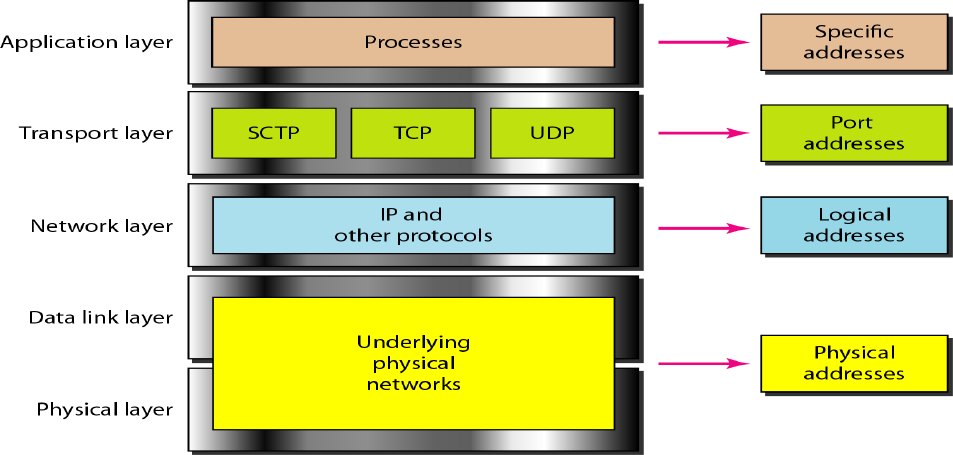 Application layer
Processes
Specific
addresses
Transport layer
SCTP
TCP
UDP
Port
addresses
Network layer
IP and
other protocols
Logical
addresses
Data link layer
Underlying
physical
networks
Physical
addresses
Physical layer